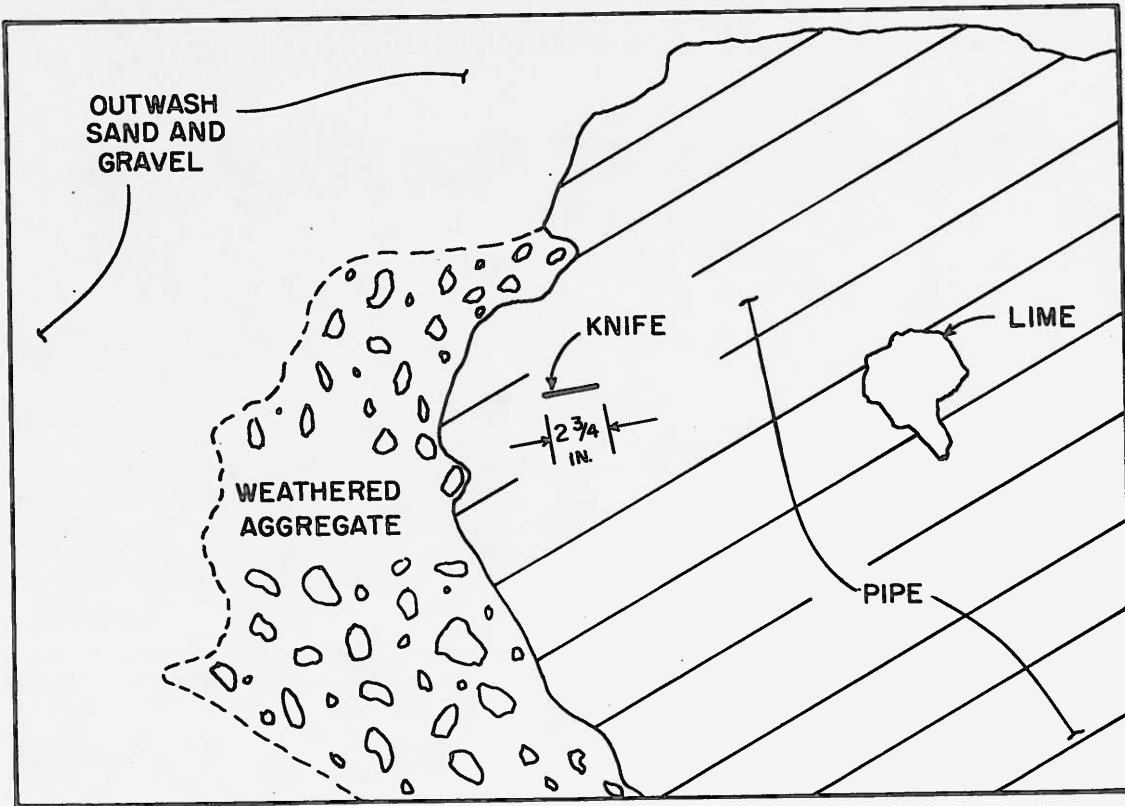 OUTWASH
SAND AND
GRAVEL
KNIFE
LIME
2 3/4
IN.
WEATHERED
AGGREGATE
PIPE